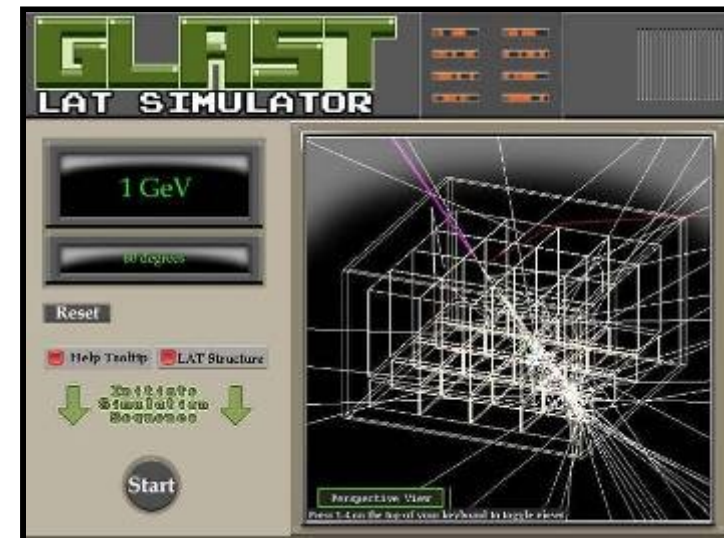 GLAST
LAT SIMULATOR
1 GeV
60 degrees
Reset
Help Tooltip
LAT Structure
Initiate
Simulation
Sequence
Start
Perspective View
Press 1-4 on the top of your keyboard to toggle views